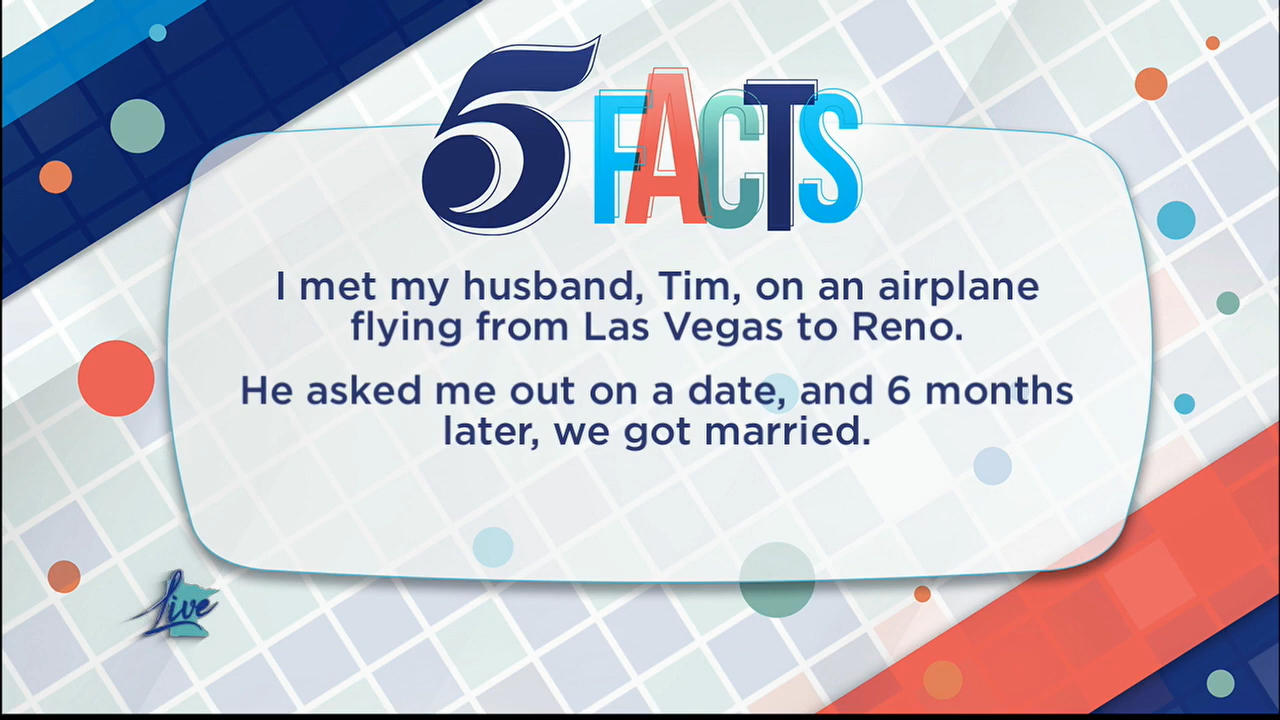 5 FACTS
I met my husband, Tim, on an airplane
flying from Las Vegas to Reno.
He asked me out on a date, and 6 months
later, we got married.
Live